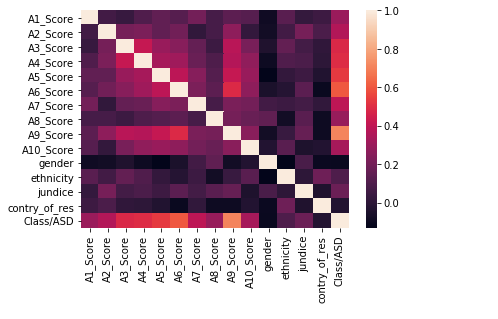 A1_Score
A2_Score
A3_Score
A4_Score
A5_Score
A6_Score
A7_Score
A8_Score
A9_Score
A10_Score
gender
ethnicity
jundice
contry_of_res
Class/ASD
A1_Score
A2_Score
A3_Score
A4_Score
A5_Score
A6_Score
A7_Score
A8_Score
A9_Score
A10_Score
gender
ethnicity
jundice
contry_of_res
Class/ASD
1.0
0.8
0.6
0.4
0.2
0.0